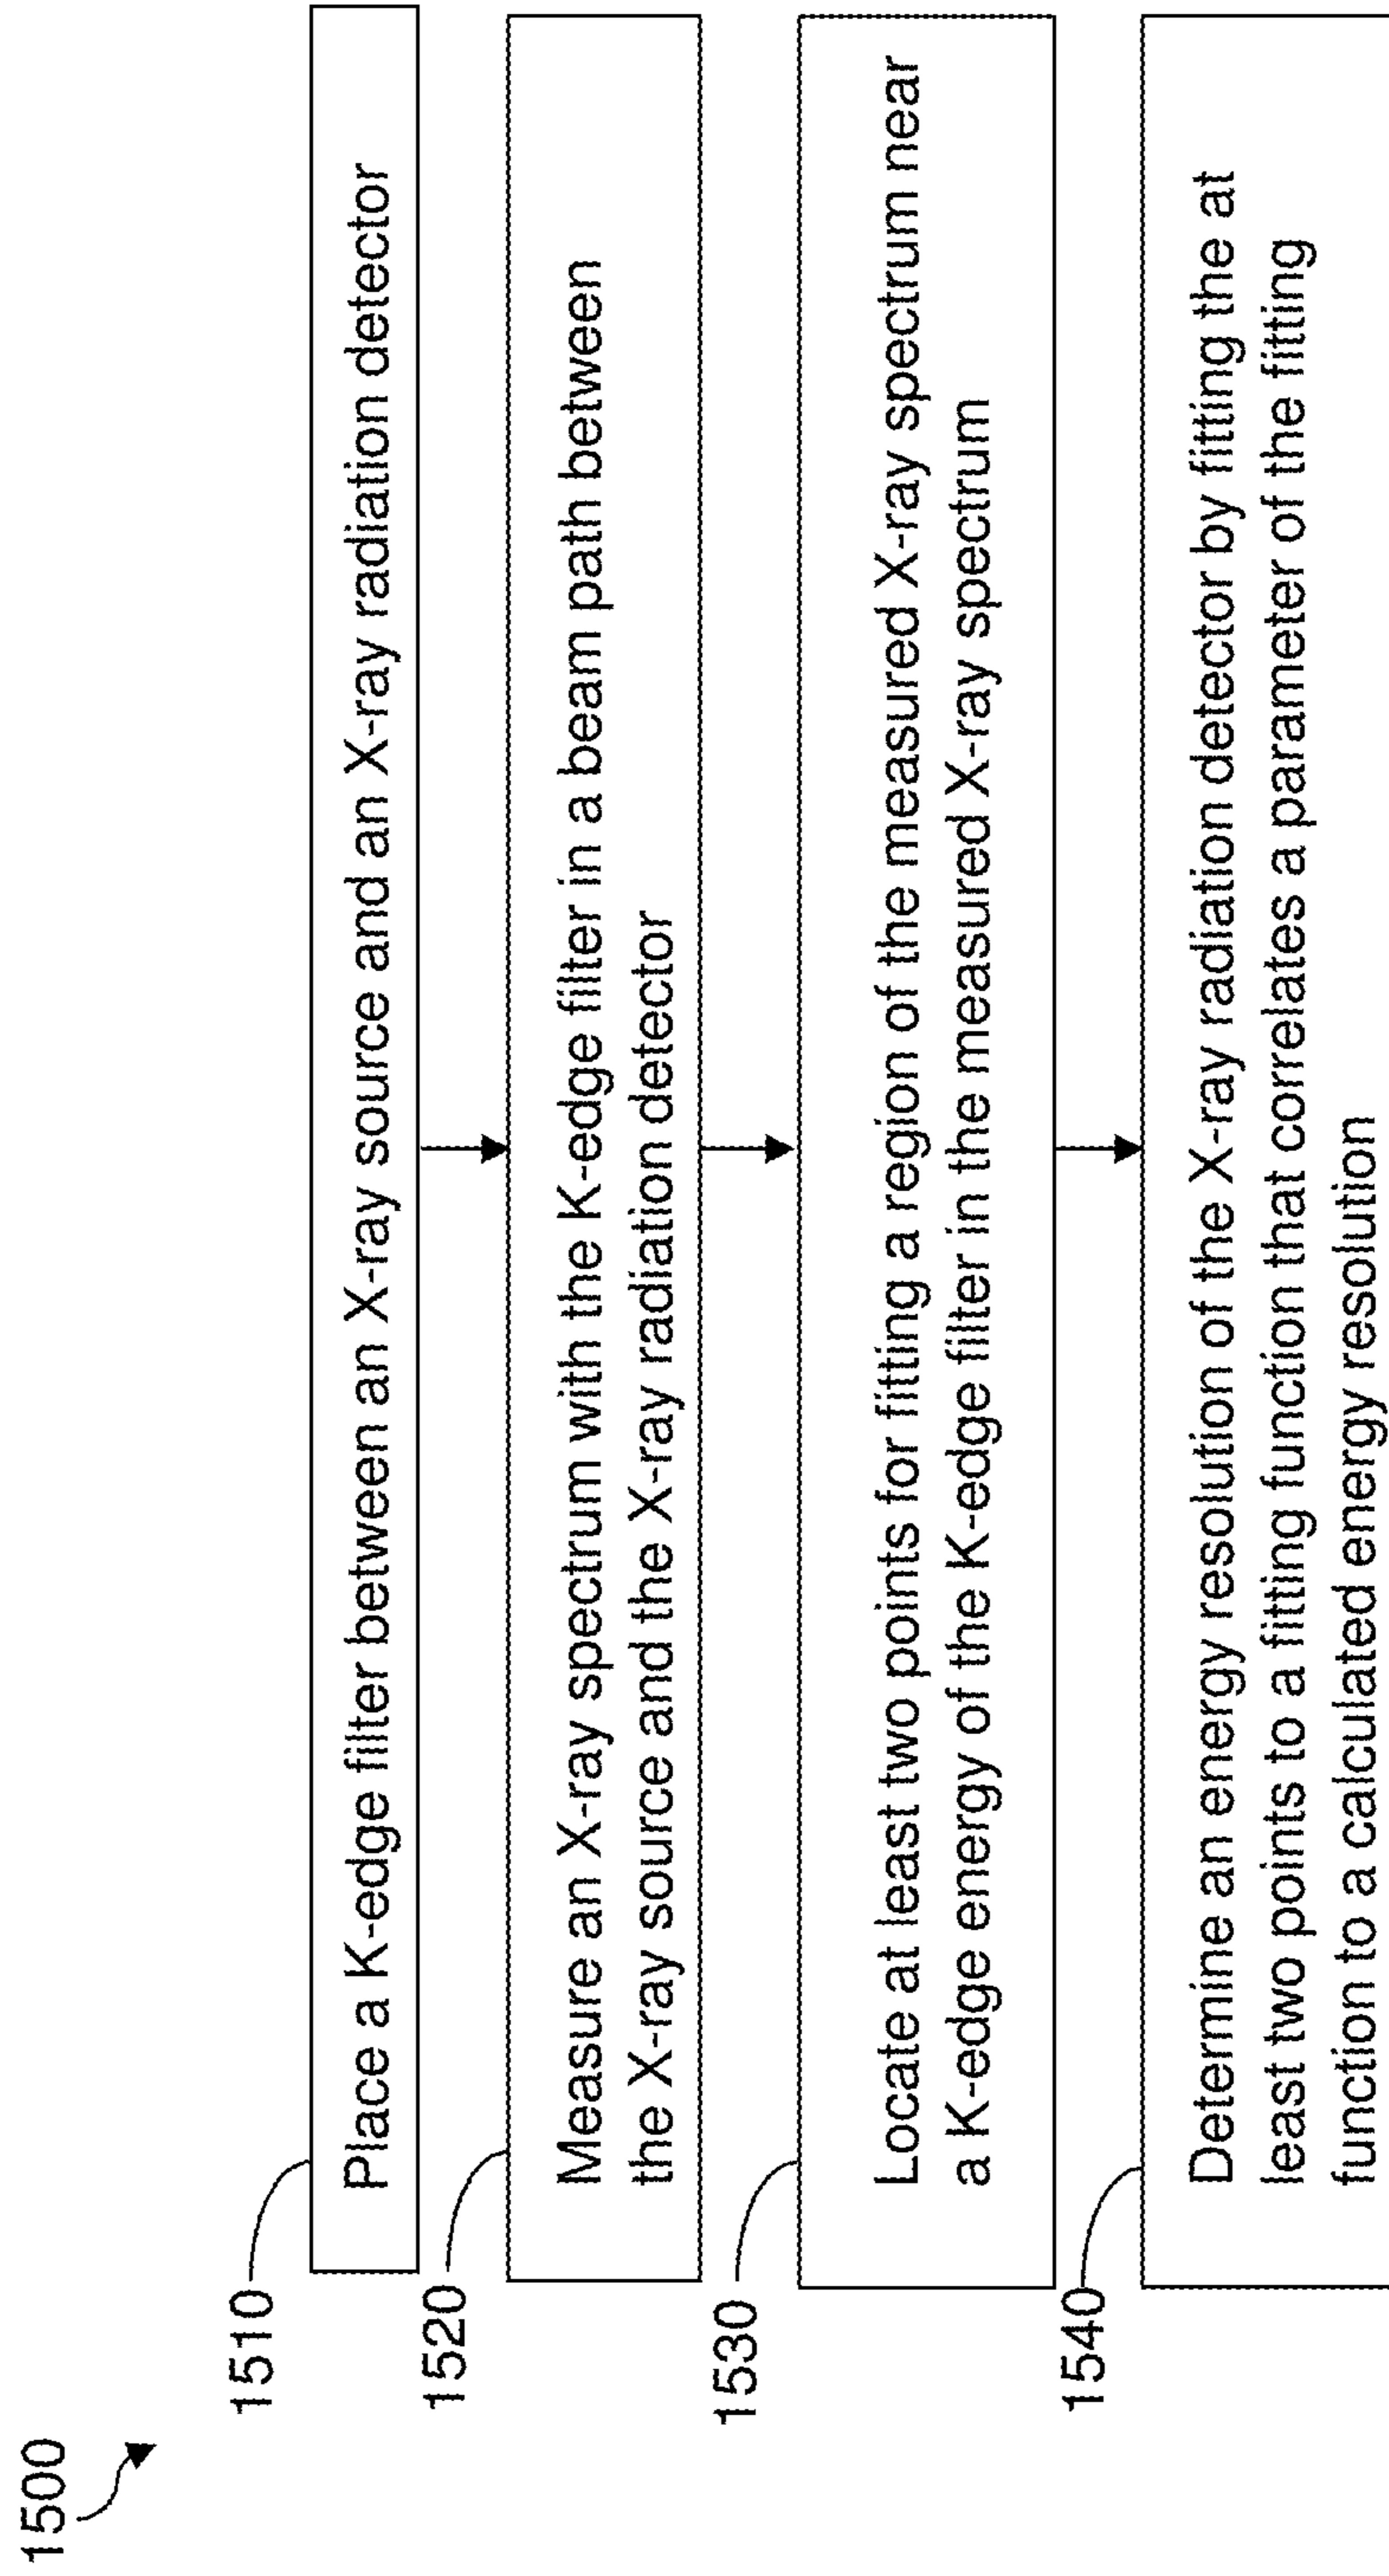 1500
1510
Place a K-edge filter between an X-ray source and an X-ray radiation detector
1520
Measure an X-ray spectrum with the K-edge filter in a beam path between
the X-ray source and the X-ray radiation detector
1530
Locate at least two points for fitting a region of the measured X-ray spectrum near
a K-edge energy of the K-edge filter in the measured X-ray spectrum
1540
Determine an energy resolution of the X-ray radiation detector by fitting the at
least two points to a fitting function that correlates a parameter of the fitting
function to a calculated energy resolution